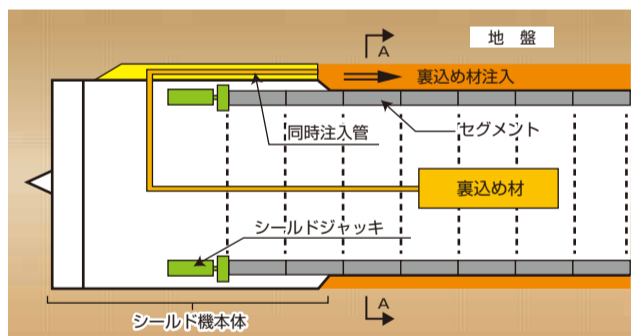 地 盤
A
裏込め材注入
同時注入管
セグメント
裏込め材
シールドジャッキ
A
シールド機本体